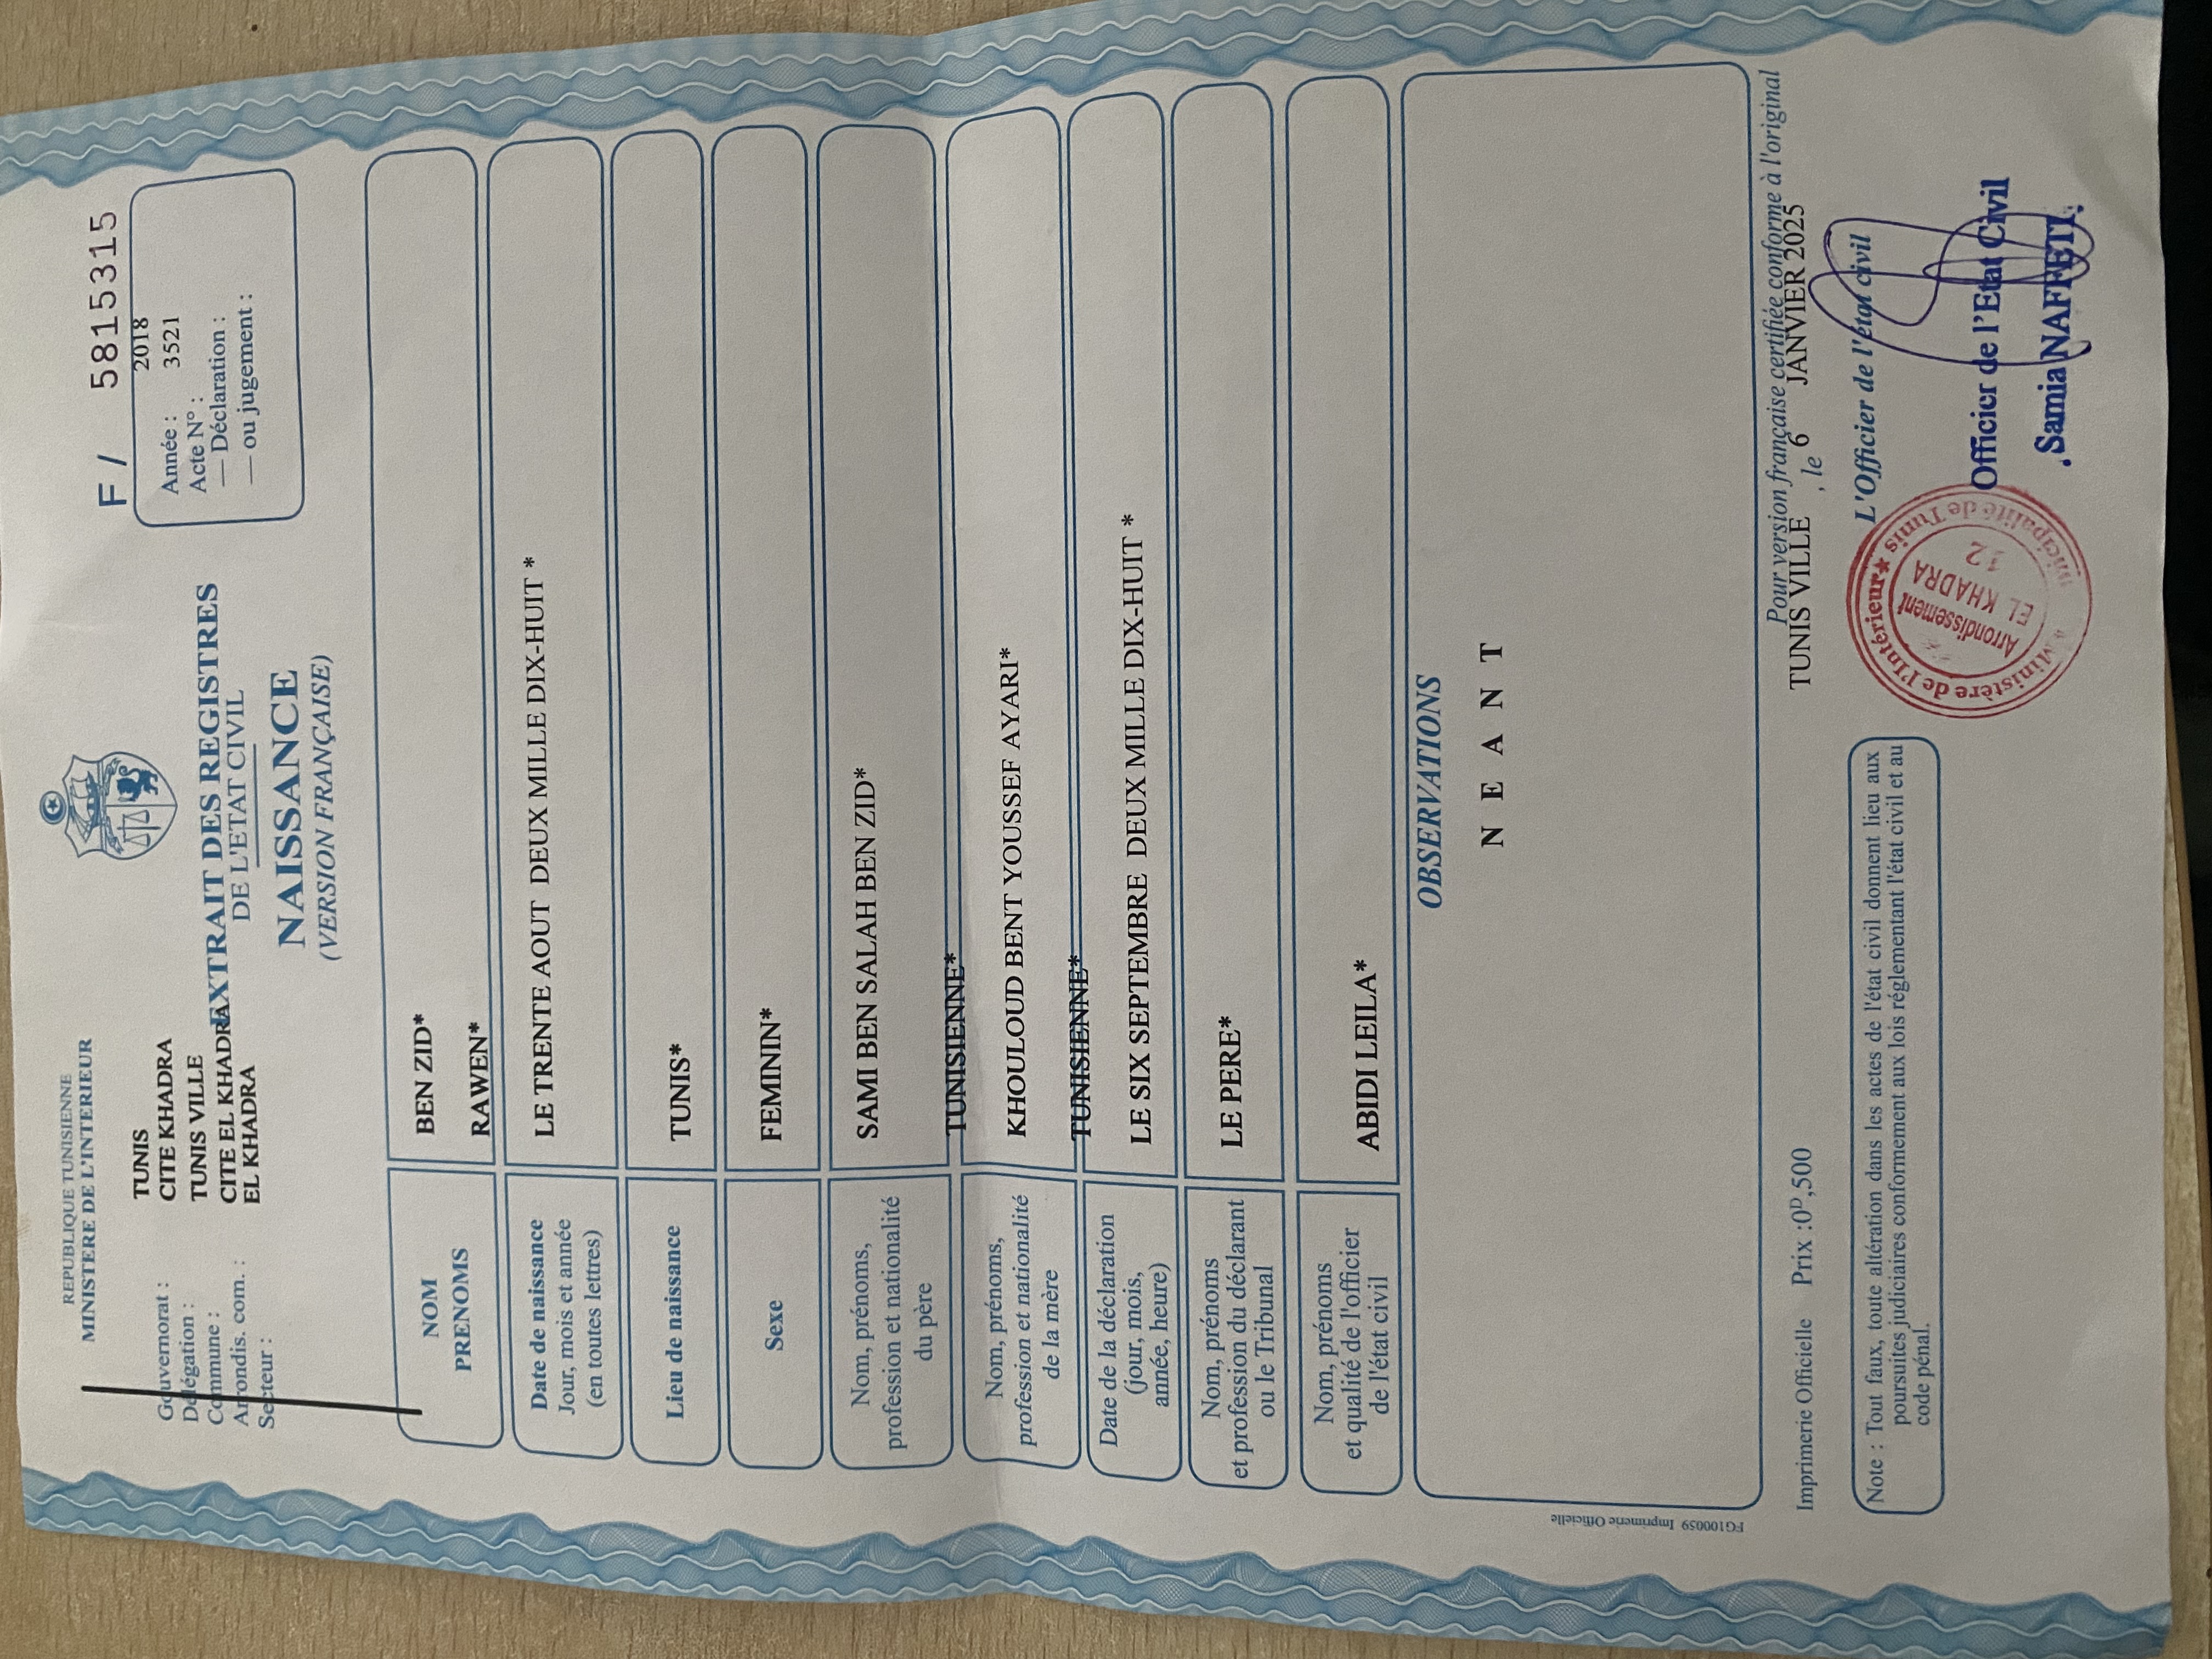 REPUBLIQUE TUNISIENNE
MINISTERE DE L'INTERIEUR
Gouvernorat : TUNIS
Délégation : CITE KHADRA
Commune : TUNIS VILLE
Arrondis. com. : CITE EL KHADRA
Secteur : EL KHADRA
EXTRAIT DES REGISTRES
DE L'ETAT CIVIL
NAISSANCE
(VERSION FRANÇAISE)
F / 5815315
Année : 2018
Acte N° : 3521
— Déclaration :
— ou jugement :
NOM BEN ZID*
PRENOMS RAWEN*
Date de naissance
Jour, mois et année
(en toutes lettres)
LE TRENTE AOUT DEUX MILLE DIX-HUIT *
Lieu de naissance TUNIS*
Sexe FEMININ*
Nom, prénoms,
profession et nationalité
du père
SAMI BEN SALAH BEN ZID*
TUNISIENNE*
Nom, prénoms,
profession et nationalité
de la mère
KHOULOUD BENT YOUSSEF AYARI*
TUNISIENNE*
Date de la déclaration
(jour, mois,
année, heure)
LE SIX SEPTEMBRE DEUX MILLE DIX-HUIT *
Nom, prénoms
et profession du déclarant
ou le Tribunal
LE PERE*
Nom, prénoms
et qualité de l'officier
de l'état civil
ABIDI LEILA*
OBSERVATIONS
N E A N T
FG100059 Imprimerie Officielle
Imprimerie Officielle Prix :0D,500
Pour version française certifiée conforme à l'original
TUNIS VILLE , le 6 JANVIER 2025
L'Officier de l'état civil
Officier de l'Etat Civil
Samia NAFFETI
Ministère de l'Intérieur ★ Municipalité de Tunis
Arrondissement
EL KHADRA
12
Note : Tout faux, toute altération dans les actes de l'état civil donnent lieu aux
poursuites judiciaires conformement aux lois réglementant l'état civil et au
code pénal.